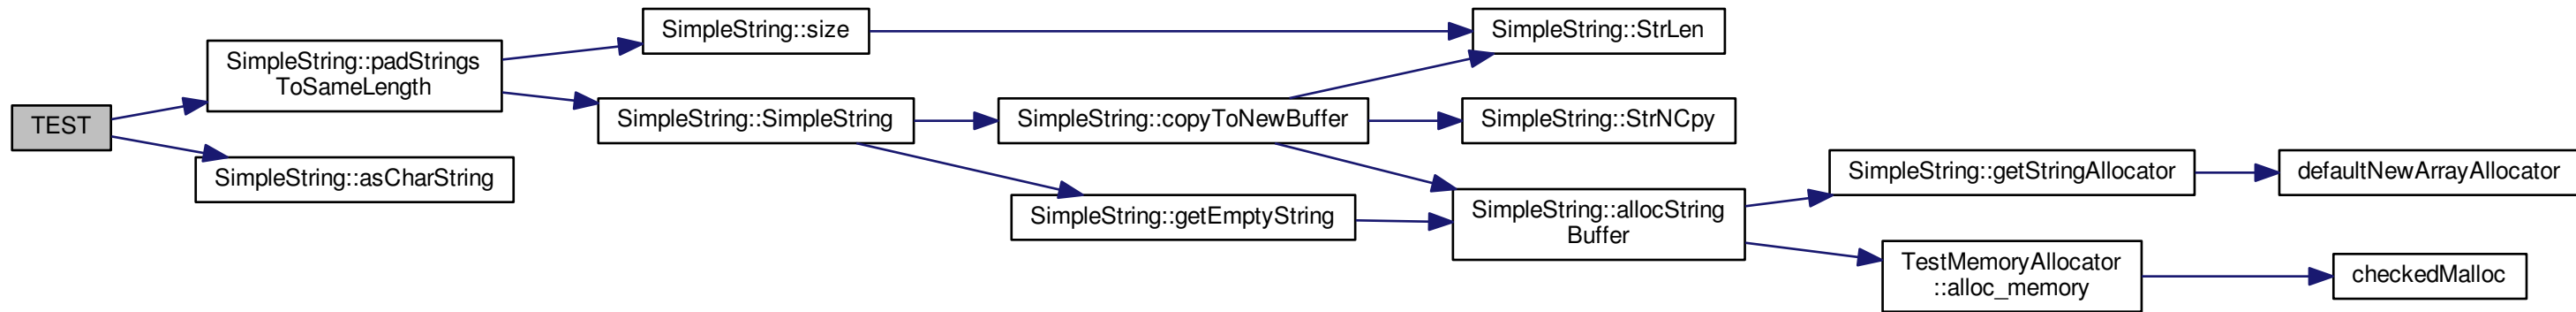 TEST
SimpleString::padStrings
ToSameLength
SimpleString::asCharString
SimpleString::size
SimpleString::SimpleString
SimpleString::copyToNewBuffer
SimpleString::getEmptyString
SimpleString::StrLen
SimpleString::StrNCpy
SimpleString::allocString
Buffer
SimpleString::getStringAllocator
TestMemoryAllocator
::alloc_memory
defaultNewArrayAllocator
checkedMalloc